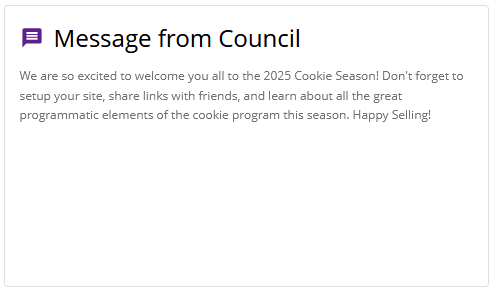 Message from Council
We are so excited to welcome you all to the 2025 Cookie Season! Don't forget to
setup your site, share links with friends, and learn about all the great
programmatic elements of the cookie program this season. Happy Selling!